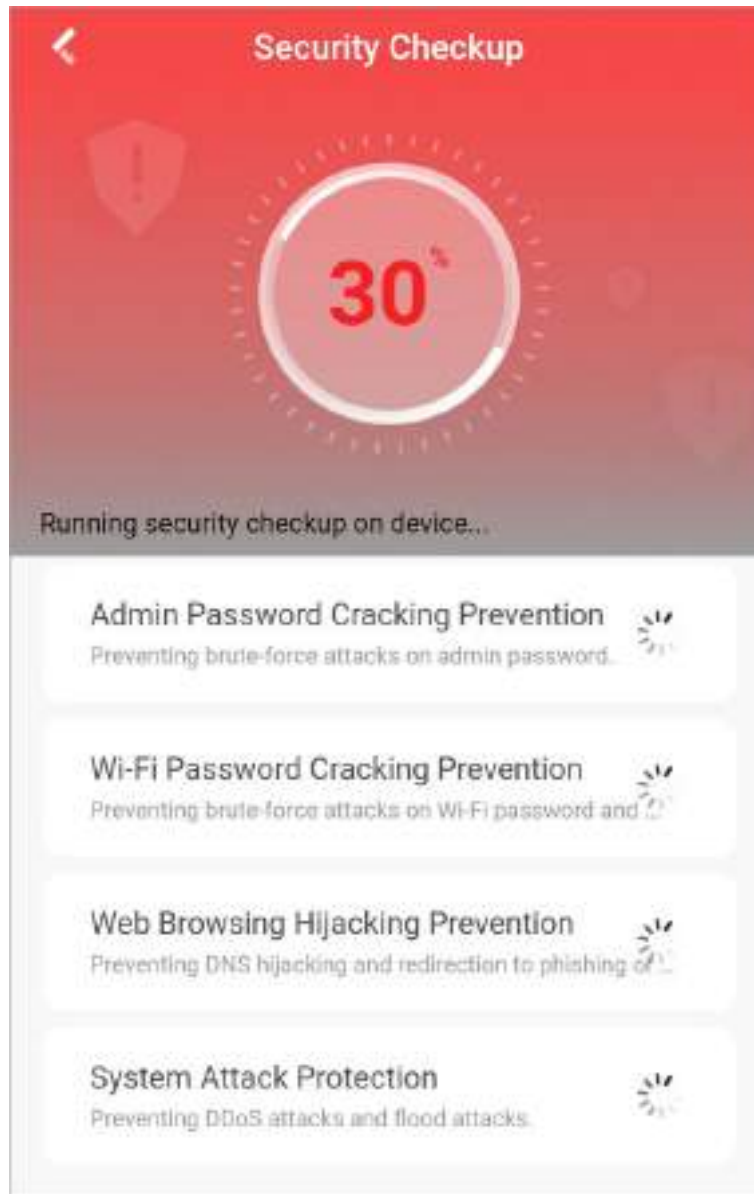 Security Checkup
30%
Running security checkup on device...
Admin Password Cracking Prevention
Preventing brute-force attacks on admin password.
Wi-Fi Password Cracking Prevention
Preventing brute-force attacks on Wi-Fi password and ...
Web Browsing Hijacking Prevention
Preventing DNS hijacking and redirection to phishing or ...
System Attack Protection
Preventing DDoS attacks and flood attacks.